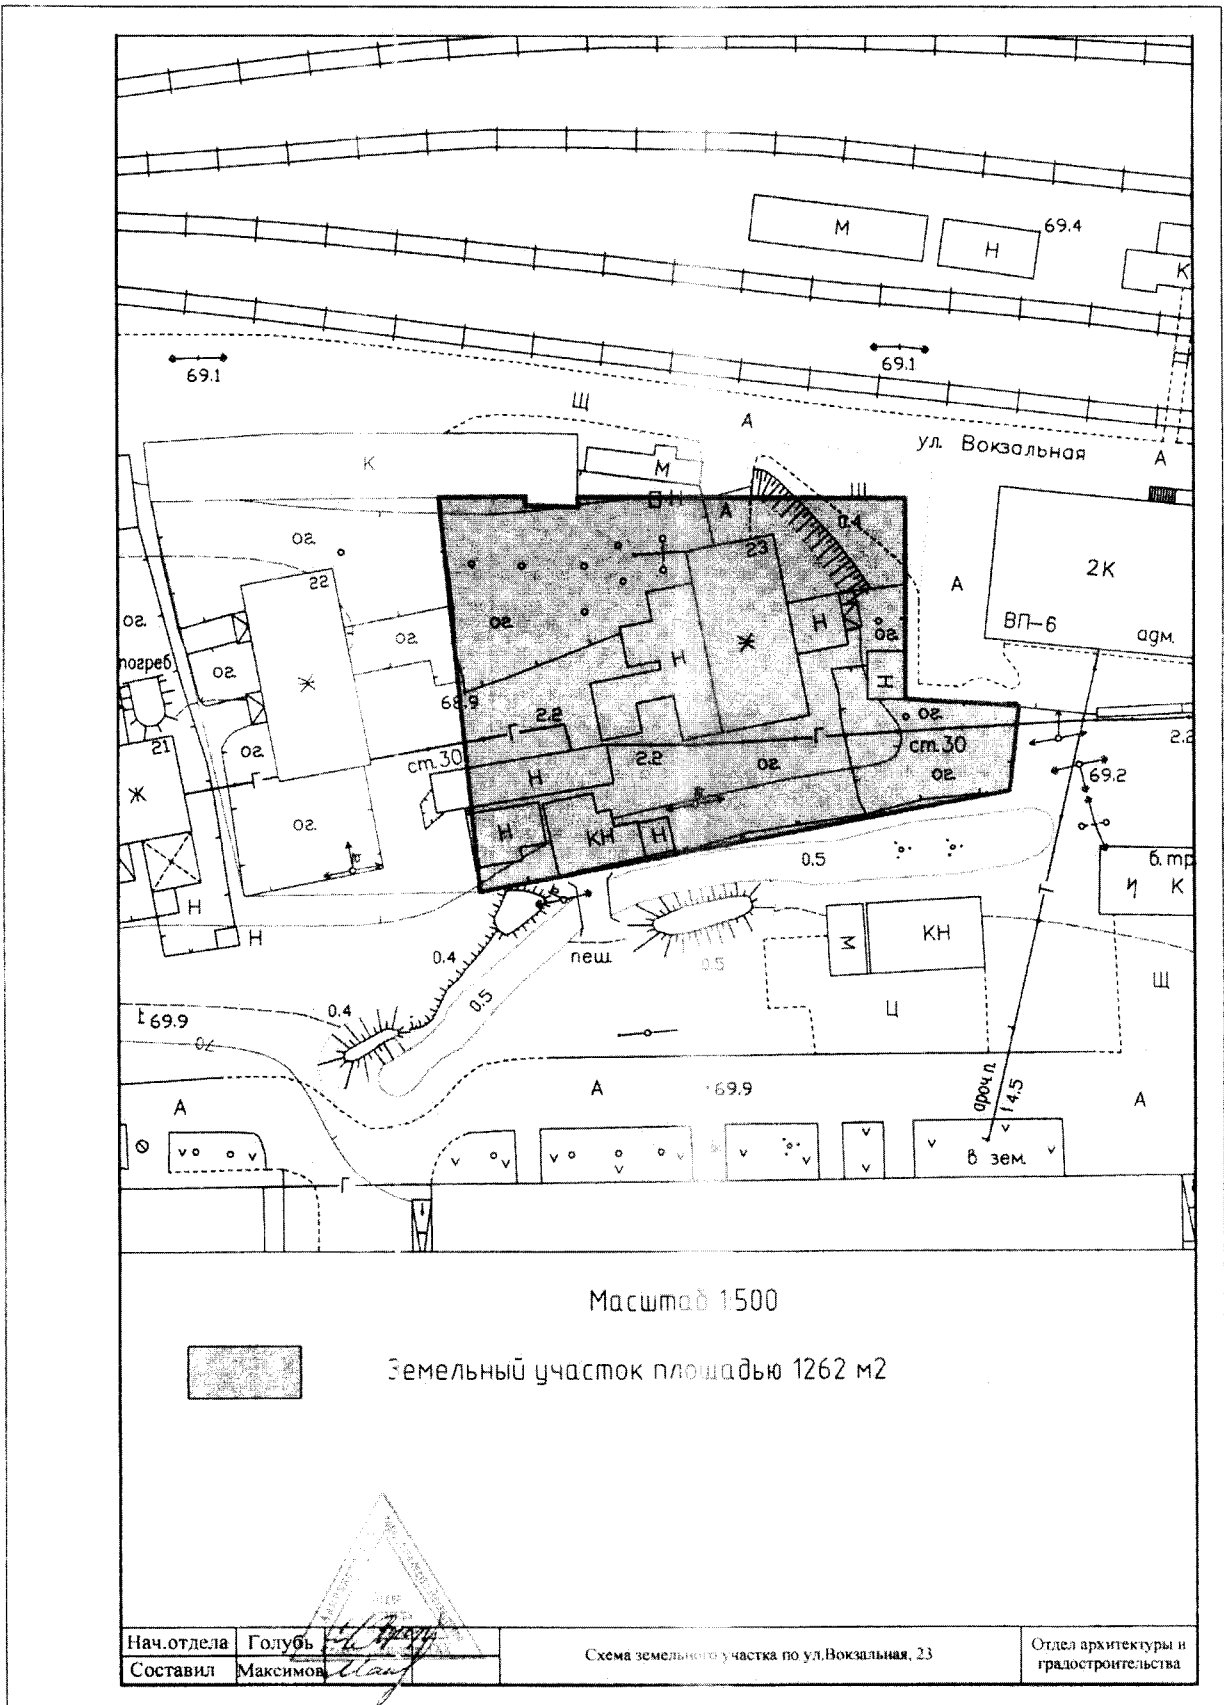 М
69.4
Н
К
69.1
69.1
Щ
А
ул. Вокзальная
А
К
М
Н
А
Щ
0.4
ог.
23
2К
22
А
ог.
ог.
ог.
Н
ог.
ВП-6
адм.
погреб
ог.
ж
Н
ж
Н
68.9
2.2
Г
Г
ог.
21
ог.
Г
ст.30
2.2
ог.
ст.30
2.2
ж
Н
ог.
69.2
ог.
Н
КН
Н
0.5
б. тр
И К
Н
Н
0.4
пеш.
0.5
М
КН
0.5
Щ
0.4
Ц
69.9
70
Т
А
А
69.9
ароч.п.
4.5
А
в зем.
Г
Масштаб 1:500
Земельный участок площадью 1262 м2
Нач.отдела Голубь
Составил Максимов
Схема земельного участка по ул.Вокзальная, 23
Отдел архитектуры и
градостроительства